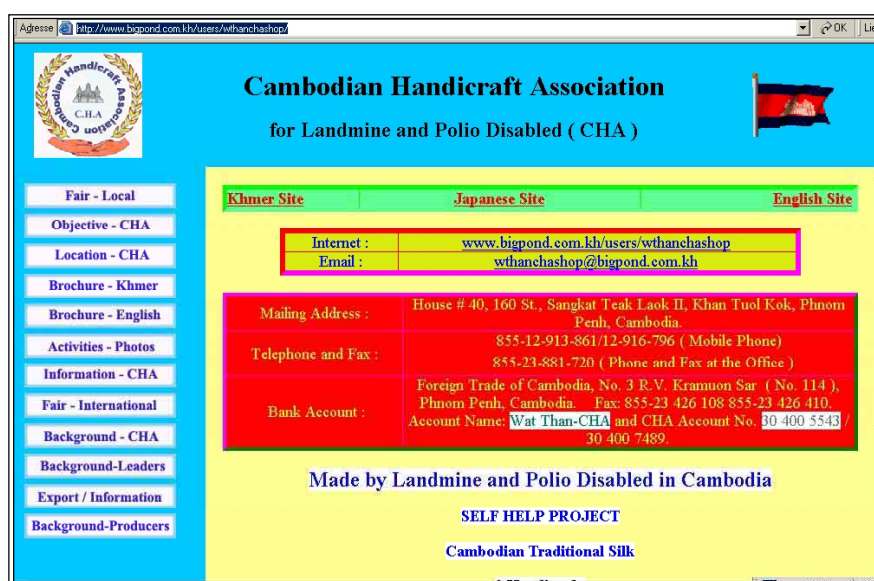 Adresse http://www.bigpond.com.kh/users/wthanchashop/ OK
Cambodian Handicraft Association
for Landmine and Polio Disabled ( CHA )
Cambodian Handicraft Association
C.H.A
Fair - Local
Objective - CHA
Location - CHA
Brochure - Khmer
Brochure - English
Activities - Photos
Information - CHA
Fair - International
Background - CHA
Background-Leaders
Export / Information
Background-Producers
Khmer Site Japanese Site English Site
Internet : www.bigpond.com.kh/users/wthanchashop
Email : wthanchashop@bigpond.com.kh
Mailing Address : House # 40, 160 St., Sangkat Teak Laok II, Khan Tuol Kok, Phnom
Penh, Cambodia.
Telephone and Fax : 855-12-913-861/12-916-796 ( Mobile Phone)
855-23-881-720 ( Phone and Fax at the Office )
Bank Account : Foreign Trade of Cambodia, No. 3 R.V. Kramuon Sar ( No. 114 ),
Phnom Penh, Cambodia. Fax: 855-23 426 108 855-23 426 410.
Account Name: Wat Than-CHA and CHA Account No. 30 400 5543 /
30 400 7489.
Made by Landmine and Polio Disabled in Cambodia
SELF HELP PROJECT
Cambodian Traditional Silk